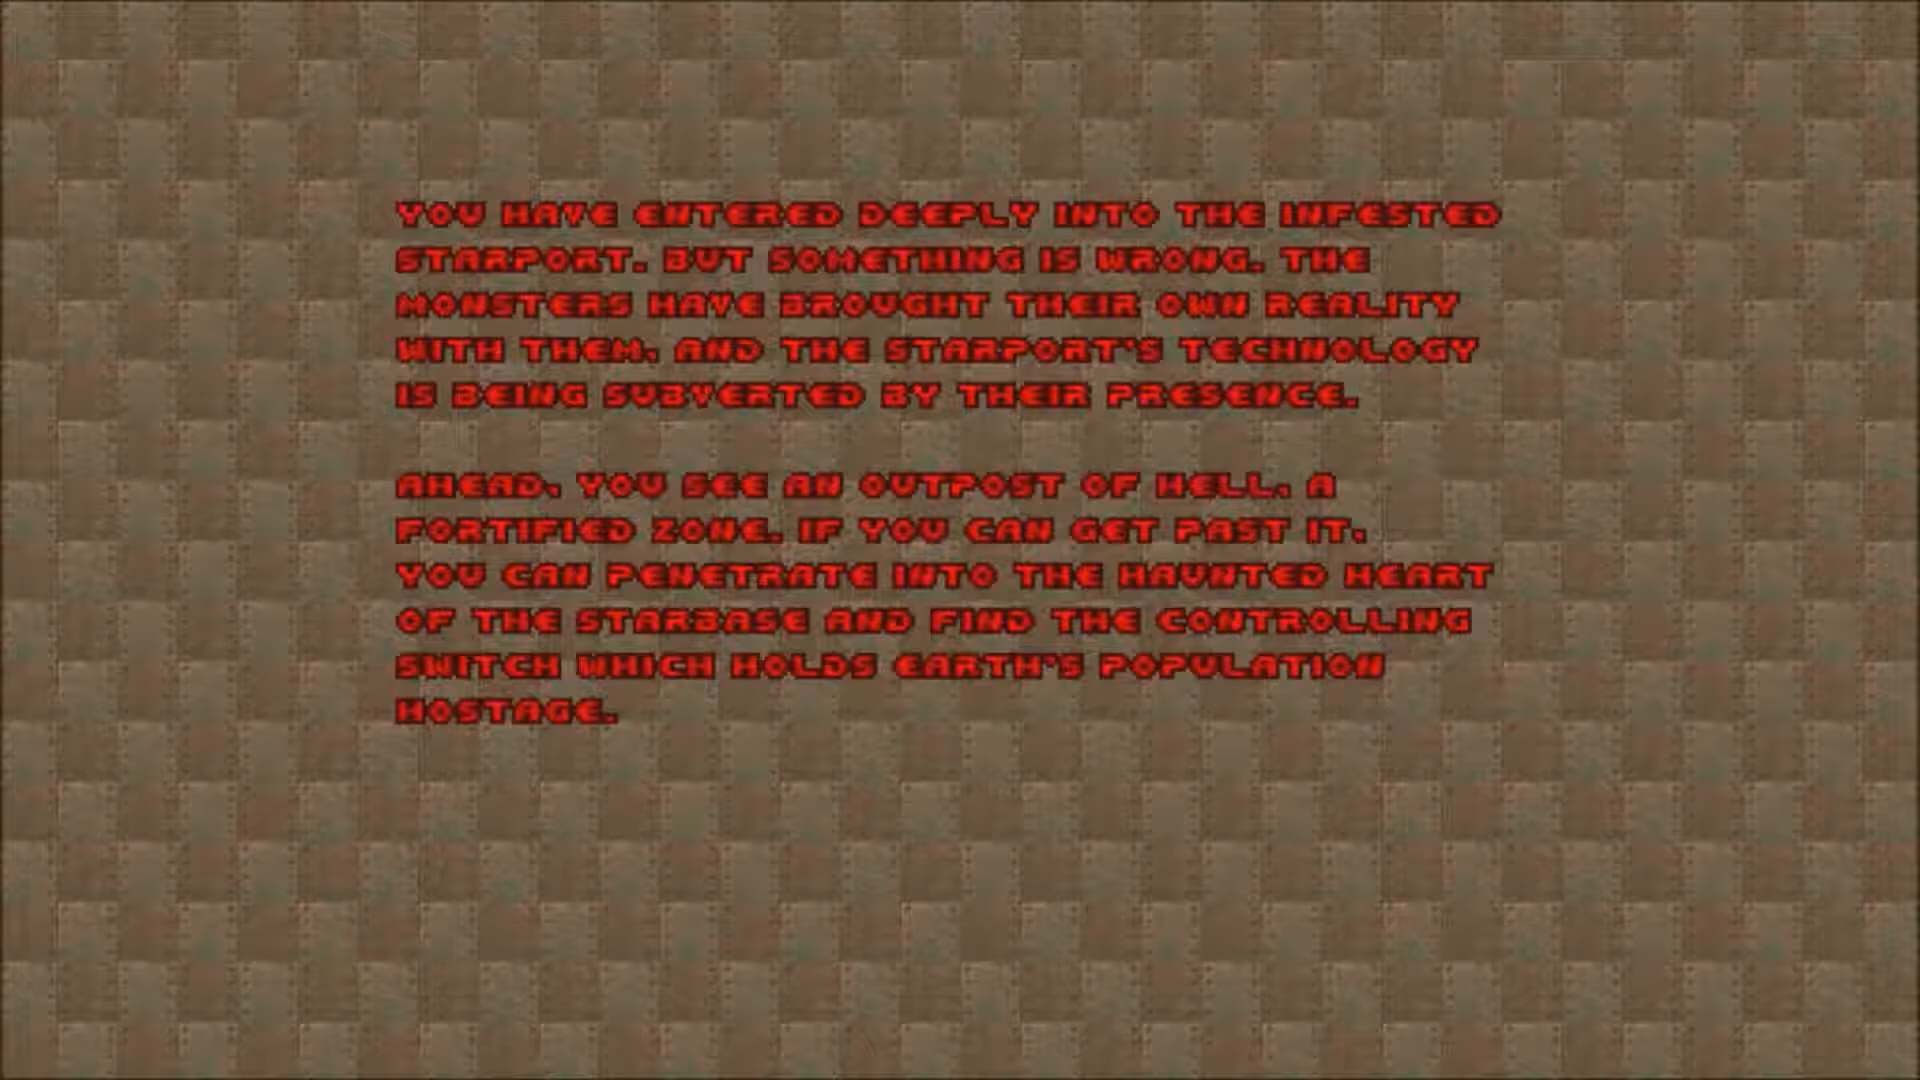 YOU HAVE ENTERED DEEPLY INTO THE INFESTED
STARPORT. BUT SOMETHING IS WRONG. THE
MONSTERS HAVE BROUGHT THEIR OWN REALITY
WITH THEM, AND THE STARPORT'S TECHNOLOGY
IS BEING SUBVERTED BY THEIR PRESENCE.

AHEAD, YOU SEE AN OUTPOST OF HELL, A
FORTIFIED ZONE. IF YOU CAN GET PAST IT,
YOU CAN PENETRATE INTO THE HAUNTED HEART
OF THE STARBASE AND FIND THE CONTROLLING
SWITCH WHICH HOLDS EARTH'S POPULATION
HOSTAGE.